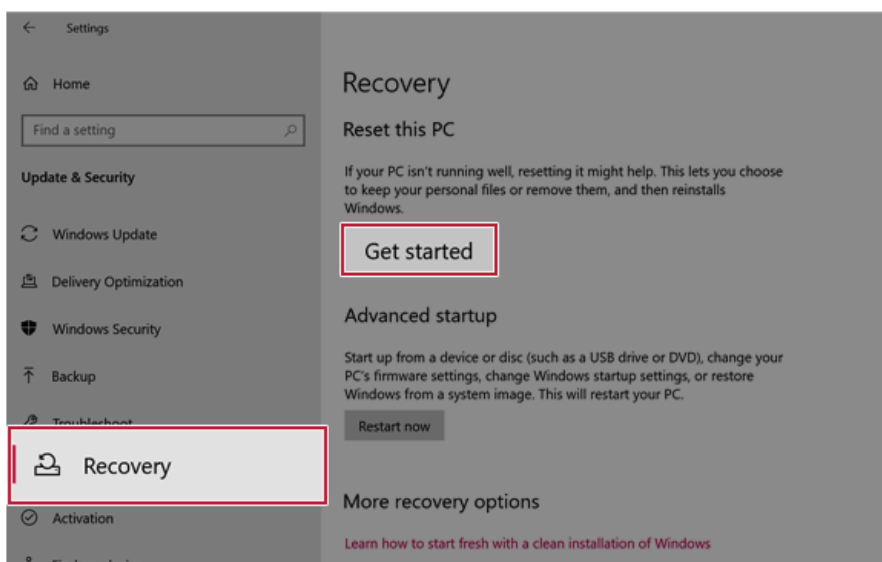 Settings
Home
Find a setting
Update & Security
Windows Update
Delivery Optimization
Windows Security
Backup
Troubleshoot
Recovery
Activation
Recovery
Reset this PC
If your PC isn't running well, resetting it might help. This lets you choose
to keep your personal files or remove them, and then reinstalls
Windows.
Get started
Advanced startup
Start up from a device or disc (such as a USB drive or DVD), change your
PC's firmware settings, change Windows startup settings, or restore
Windows from a system image. This will restart your PC.
Restart now
More recovery options
Learn how to start fresh with a clean installation of Windows